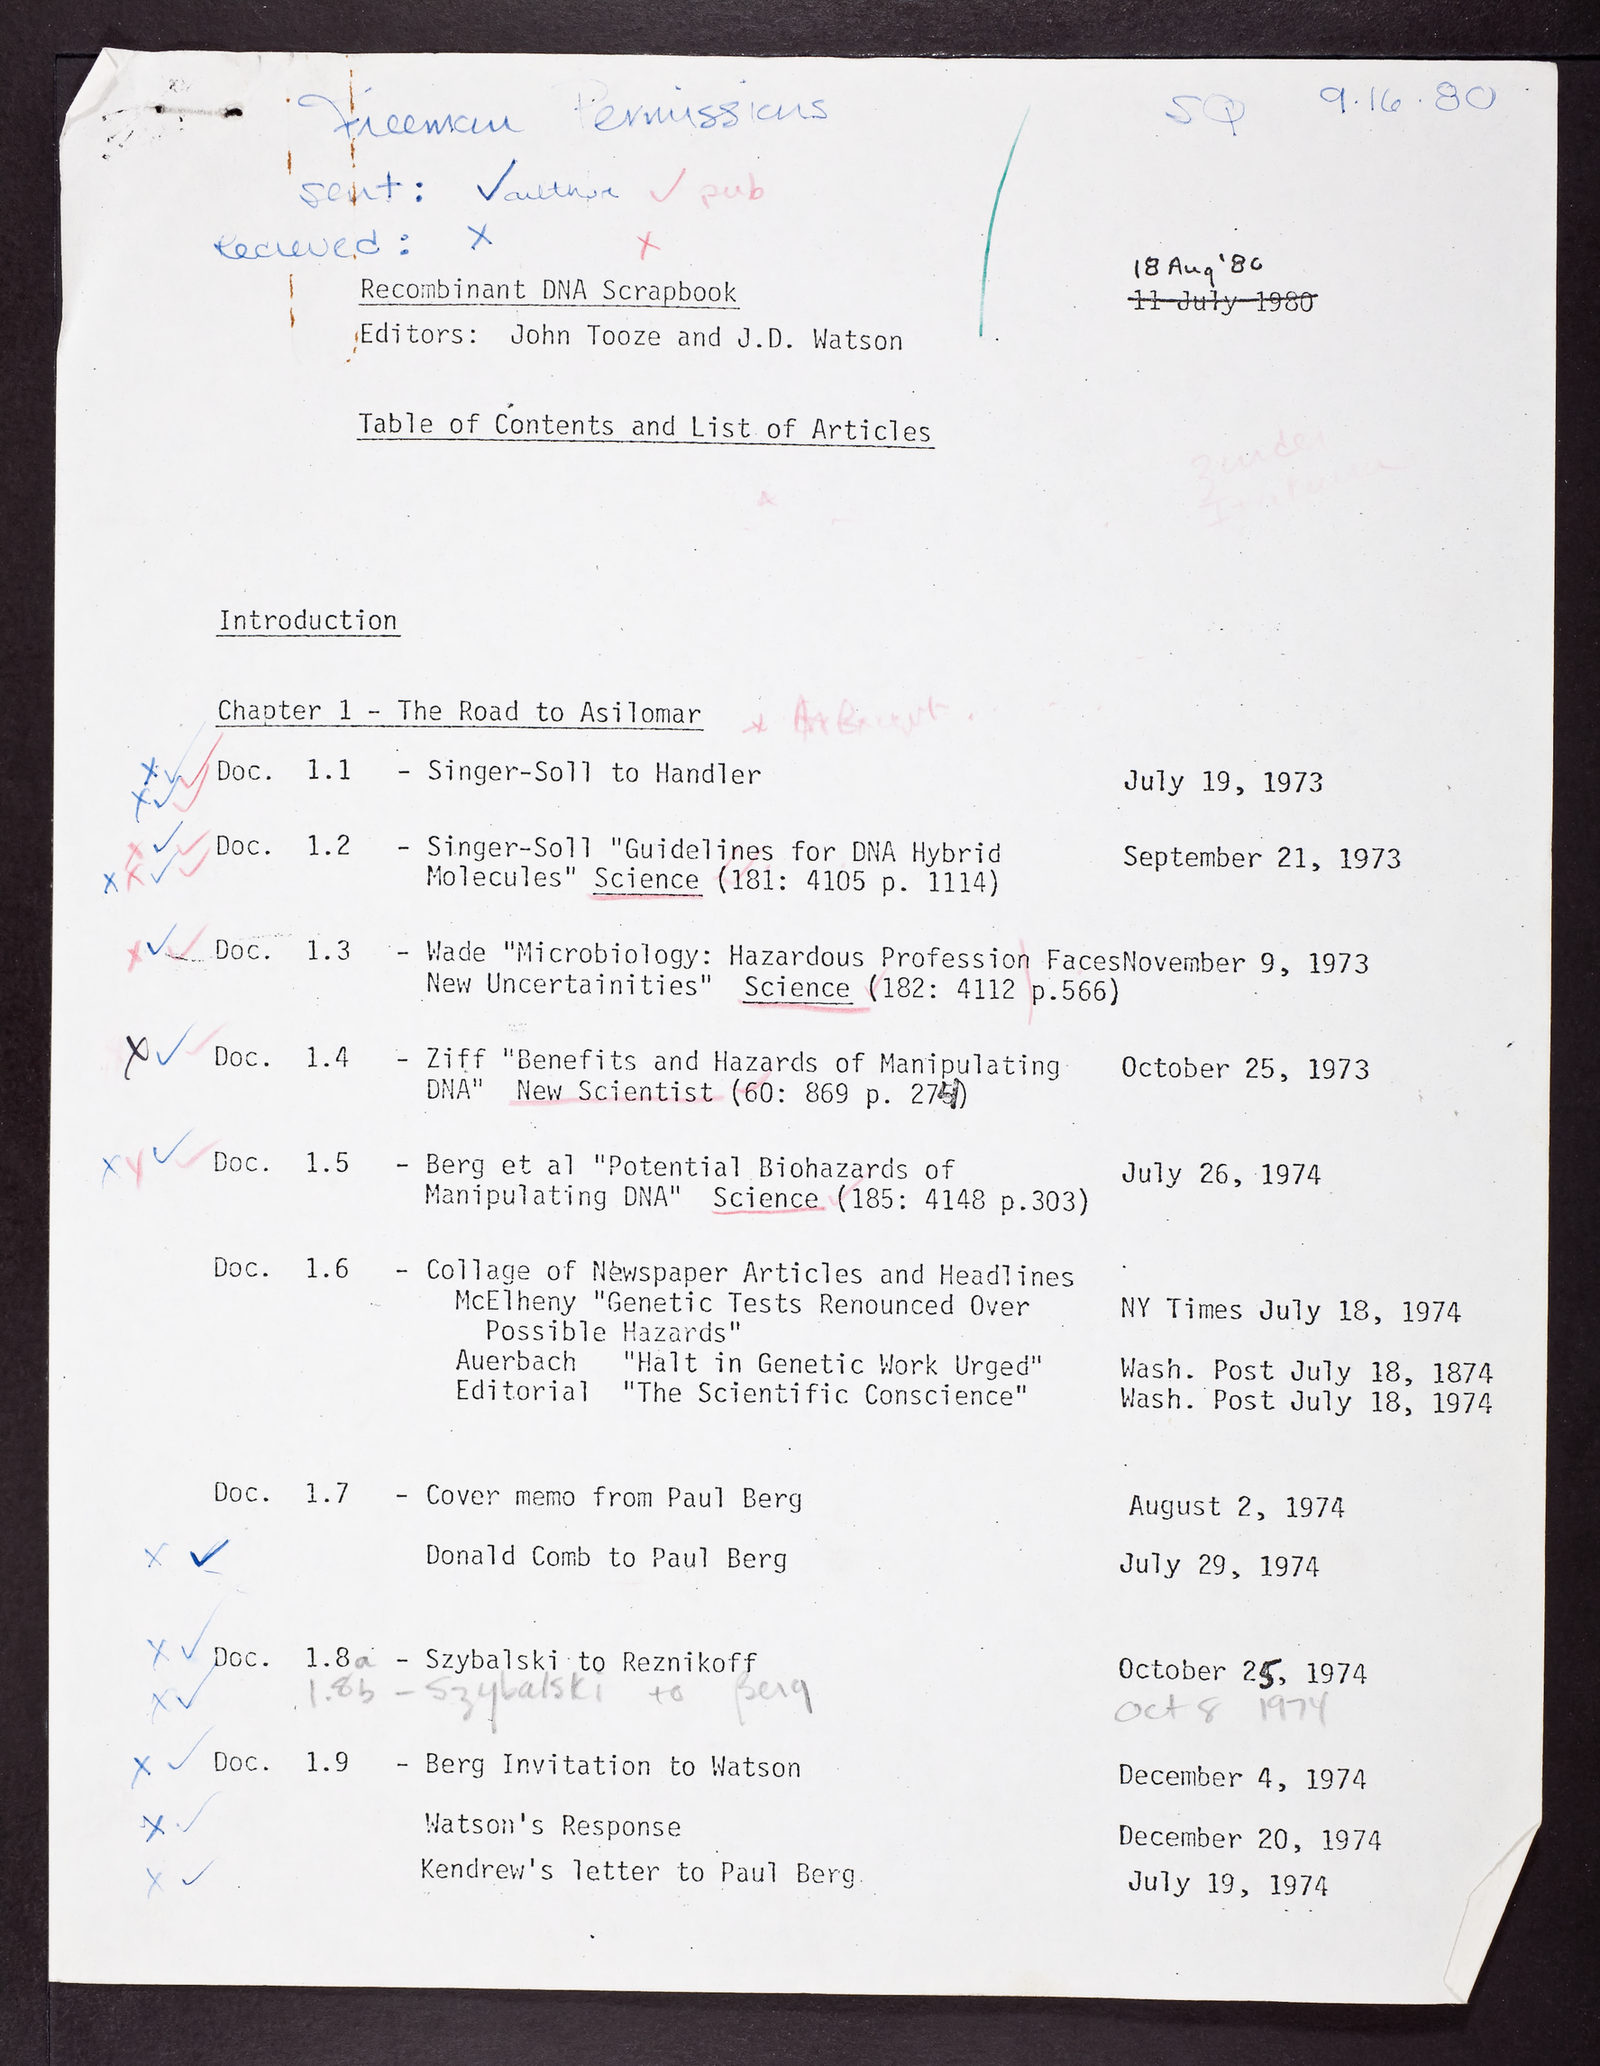 Freeman Permissions SQ 9.16.80
sent: ✓ author ✓ pub
recieved: x x
18 Aug '80
Recombinant DNA Scrapbook 11 July 1980
Editors: John Tooze and J.D. Watson
Table of Contents and List of Articles
Introduction
Chapter 1 - The Road to Asilomar
Doc. 1.1 - Singer-Soll to Handler July 19, 1973
Doc. 1.2 - Singer-Soll "Guidelines for DNA Hybrid September 21, 1973
Molecules" Science (181: 4105 p. 1114)
Doc. 1.3 - Wade "Microbiology: Hazardous Profession Faces November 9, 1973
New Uncertainities" Science (182: 4112 p.566)
Doc. 1.4 - Ziff "Benefits and Hazards of Manipulating October 25, 1973
DNA" New Scientist (60: 869 p. 274)
Doc. 1.5 - Berg et al "Potential Biohazards of July 26, 1974
Manipulating DNA" Science (185: 4148 p.303)
Doc. 1.6 - Collage of Newspaper Articles and Headlines
McElheny "Genetic Tests Renounced Over NY Times July 18, 1974
Possible Hazards"
Auerbach "Halt in Genetic Work Urged" Wash. Post July 18, 1874
Editorial "The Scientific Conscience" Wash. Post July 18, 1974
Doc. 1.7 - Cover memo from Paul Berg August 2, 1974
Donald Comb to Paul Berg July 29, 1974
Doc. 1.8a - Szybalski to Reznikoff October 25, 1974
1.8b - Szybalski to Berg Oct 8 1974
Doc. 1.9 - Berg Invitation to Watson December 4, 1974
Watson's Response December 20, 1974
Kendrew's letter to Paul Berg July 19, 1974